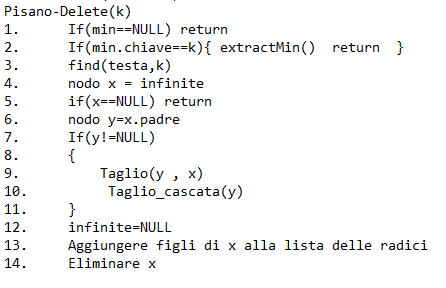 Pisano-Delete(k)
1. If(min==NULL) return
2. If(min.chiave==k){ extractMin() return }
3. find(testa,k)
4. nodo x = infinite
5. if(x==NULL) return
6. nodo y=x.padre
7. If(y!=NULL)
8. {
9. Taglio(y , x)
10. Taglio_cascata(y)
11. }
12. infinite=NULL
13. Aggiungere figli di x alla lista delle radici
14. Eliminare x